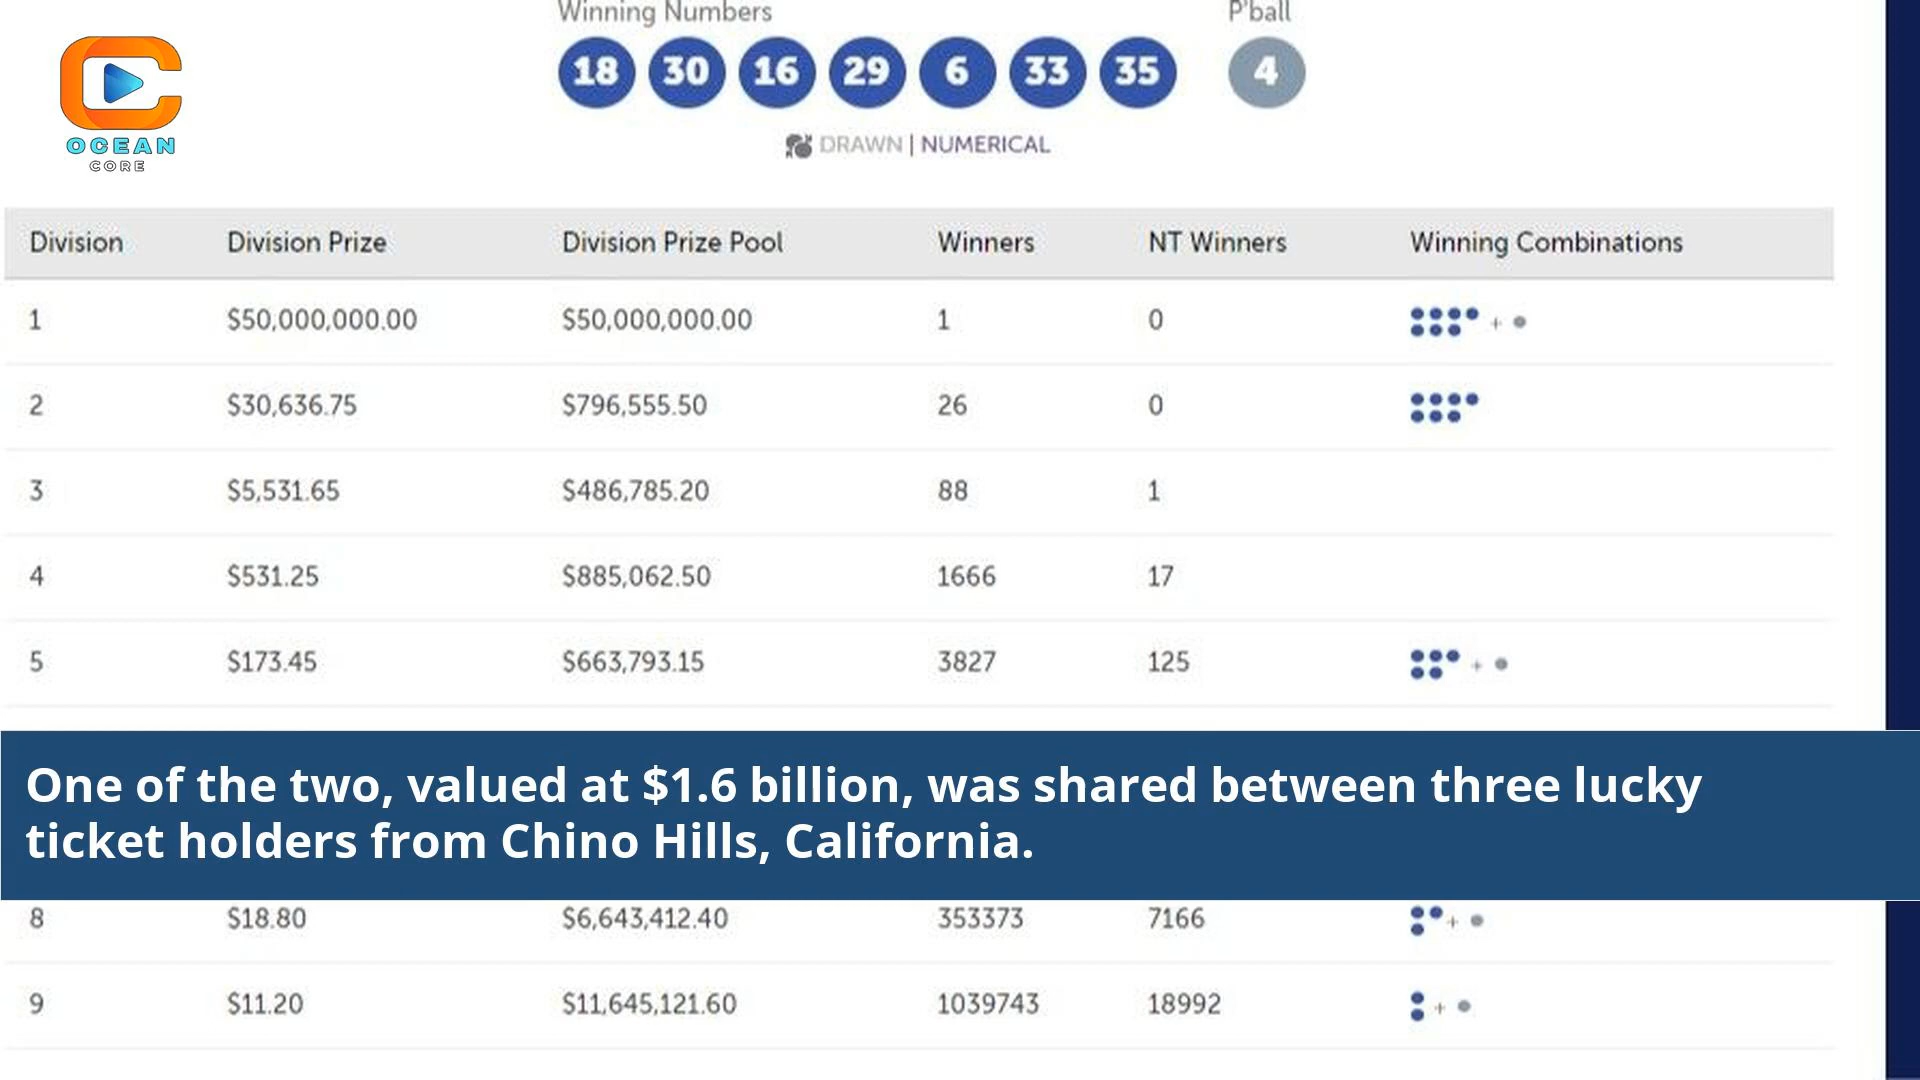 Winning Numbers P'ball
18 30 16 29 6 33 35 4
OCEAN
CORE
DRAWN | NUMERICAL
Division Division Prize Division Prize Pool Winners NT Winners Winning Combinations
1 $50,000,000.00 $50,000,000.00 1 0 +
2 $30,636.75 $796,555.50 26 0
3 $5,531.65 $486,785.20 88 1
4 $531.25 $885,062.50 1666 17
5 $173.45 $663,793.15 3827 125 +
One of the two, valued at $1.6 billion, was shared between three lucky
ticket holders from Chino Hills, California.
8 $18.80 $6,643,412.40 353373 7166 +
9 $11.20 $11,645,121.60 1039743 18992 +